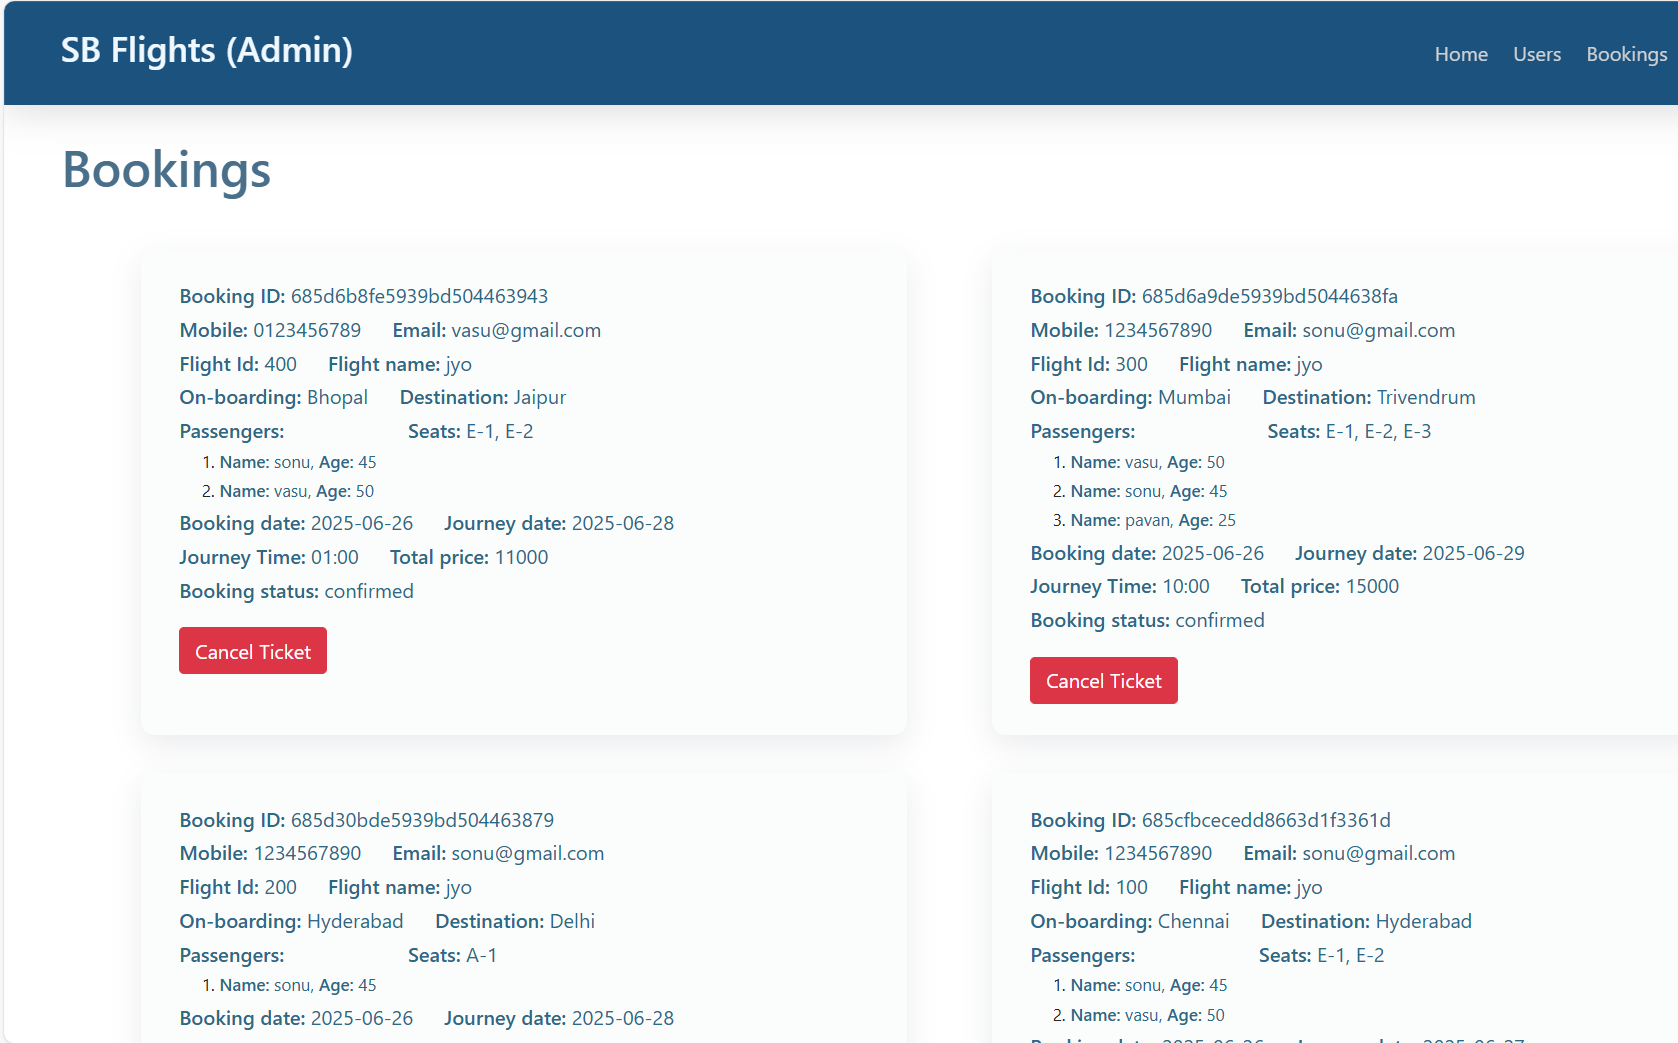 SB Flights (Admin)
Home Users Bookings
Bookings
Booking ID: 685d6b8fe5939bd504463943
Mobile: 0123456789 Email: vasu@gmail.com
Flight Id: 400 Flight name: jyo
On-boarding: Bhopal Destination: Jaipur
Passengers: Seats: E-1, E-2
1. Name: sonu, Age: 45
2. Name: vasu, Age: 50
Booking date: 2025-06-26 Journey date: 2025-06-28
Journey Time: 01:00 Total price: 11000
Booking status: confirmed
Cancel Ticket
Booking ID: 685d6a9de5939bd5044638fa
Mobile: 1234567890 Email: sonu@gmail.com
Flight Id: 300 Flight name: jyo
On-boarding: Mumbai Destination: Trivendrum
Passengers: Seats: E-1, E-2, E-3
1. Name: vasu, Age: 50
2. Name: sonu, Age: 45
3. Name: pavan, Age: 25
Booking date: 2025-06-26 Journey date: 2025-06-29
Journey Time: 10:00 Total price: 15000
Booking status: confirmed
Cancel Ticket
Booking ID: 685d30bde5939bd504463879
Mobile: 1234567890 Email: sonu@gmail.com
Flight Id: 200 Flight name: jyo
On-boarding: Hyderabad Destination: Delhi
Passengers: Seats: A-1
1. Name: sonu, Age: 45
Booking date: 2025-06-26 Journey date: 2025-06-28
Booking ID: 685cfbcecedd8663d1f3361d
Mobile: 1234567890 Email: sonu@gmail.com
Flight Id: 100 Flight name: jyo
On-boarding: Chennai Destination: Hyderabad
Passengers: Seats: E-1, E-2
1. Name: sonu, Age: 45
2. Name: vasu, Age: 50